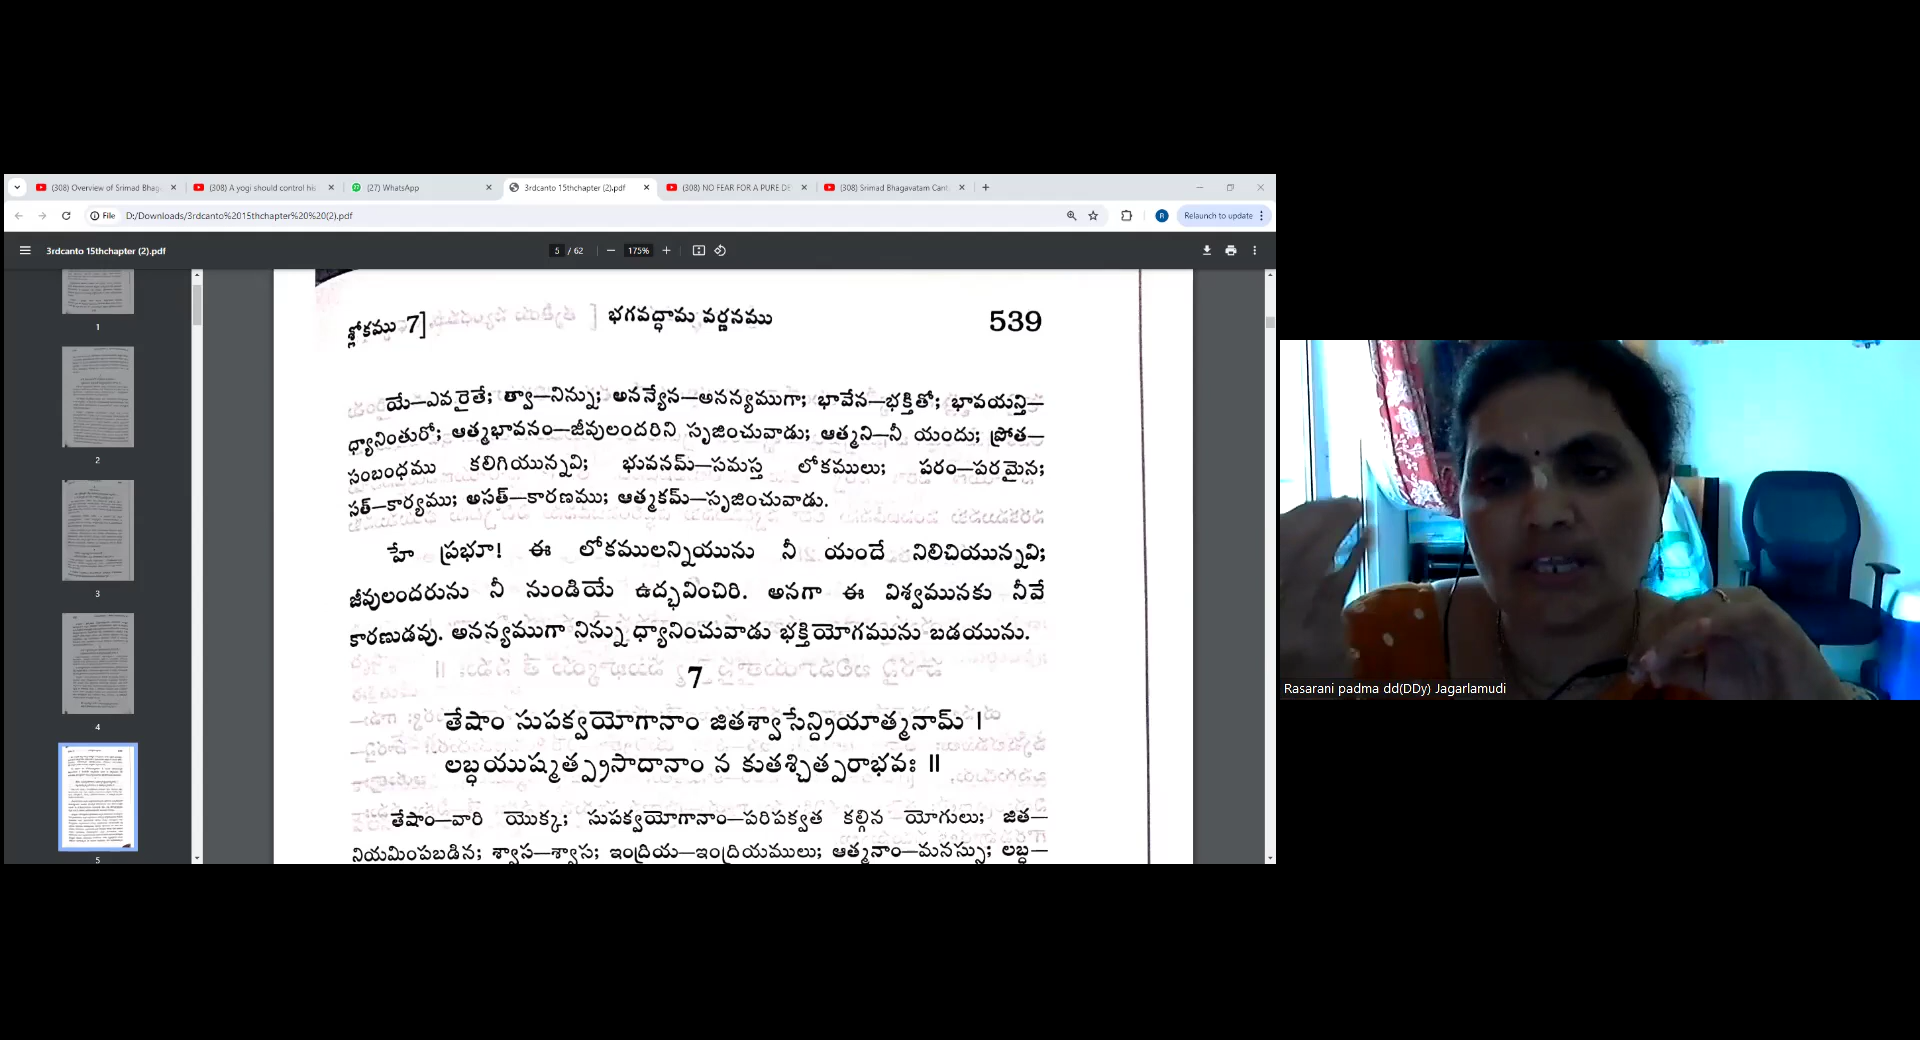 (308) Overview of Srimad Bhag
(308) A yogi should control his
(27) WhatsApp
3rdcanto 15thchapter (2).pdf
(308) NO FEAR FOR A PURE DE
(308) Srimad Bhagavatam Cant
File
D:/Downloads/3rdcanto%2015thchapter%20%20(2).pdf
R
Relaunch to update
3rdcanto 15thchapter (2).pdf
5 / 62
175%
1
2
3
4
5
శ్లోకము 7]
భగవద్ధామ వర్ణనము
539
యే—ఎవరైతే; త్వా—నిన్ను; అనన్యేన—అనన్యముగా; భావేన—భక్తితో; భావయన్తి—
ధ్యానింతురో; ఆత్మభావనం—జీవులందరిని సృజించువాడు; ఆత్మని—నీ యందు; ప్రోత—
సంబంధము కలిగియున్నవి; భువనమ్—సమస్త లోకములు; పరం—పరమైన;
సత్—కార్యము; అసత్—కారణము; ఆత్మకమ్—సృజించువాడు.
హే ప్రభూ! ఈ లోకములన్నియును నీ యందే నిలిచియున్నవి;
జీవులందరును నీ నుండియే ఉద్భవించిరి. అనగా ఈ విశ్వమునకు నీవే
కారణుడవు. అనన్యముగా నిన్ను ధ్యానించువాడు భక్తియోగమును బడయును.
7
తేషాం సుపక్వయోగానాం జితశ్వాసేన్ద్రియాత్మనామ్ ।
లబ్ధయుష్మత్ప్రసాదానాం న కుతశ్చిత్పరాభవః ॥
తేషాం—వారి యొక్క; సుపక్వయోగానాం—పరిపక్వత కల్గిన యోగులు; జిత—
నియమింపబడిన; శ్వాస—శ్వాస; ఇంద్రియ—ఇంద్రియములు; ఆత్మనాం—మనస్సు; లబ్ధ—
Rasarani padma dd(DDy) Jagarlamudi